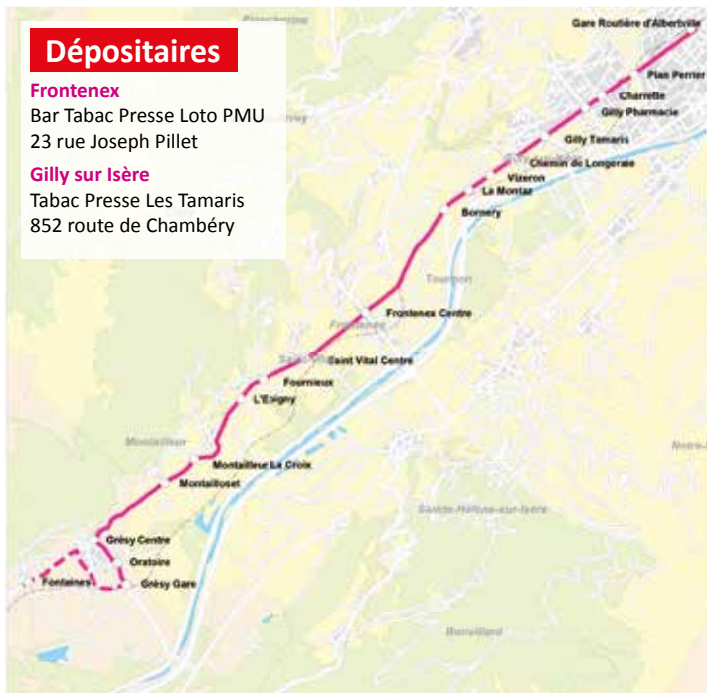 Gare Routière d'Albertville
Dépositaires
Frontenex
Bar Tabac Presse Loto PMU
23 rue Joseph Pillet
Gilly sur Isère
Tabac Presse Les Tamaris
852 route de Chambéry
Plan Perrier
Charrette
Gilly Pharmacie
Gilly Tamaris
Chemin de Longeraie
Vizeron
La Montaz
Bornery
Tournon
Frontenex Centre
Frontenex
Saint Vital Centre
Fournieux
L'Exigny
Montailleur
Montailleur La Croix
Montailloset
Sainte-Hélène-sur-Isère
Grésy Centre
Oratoire
Fontaines
Grésy Gare
Bonvillard